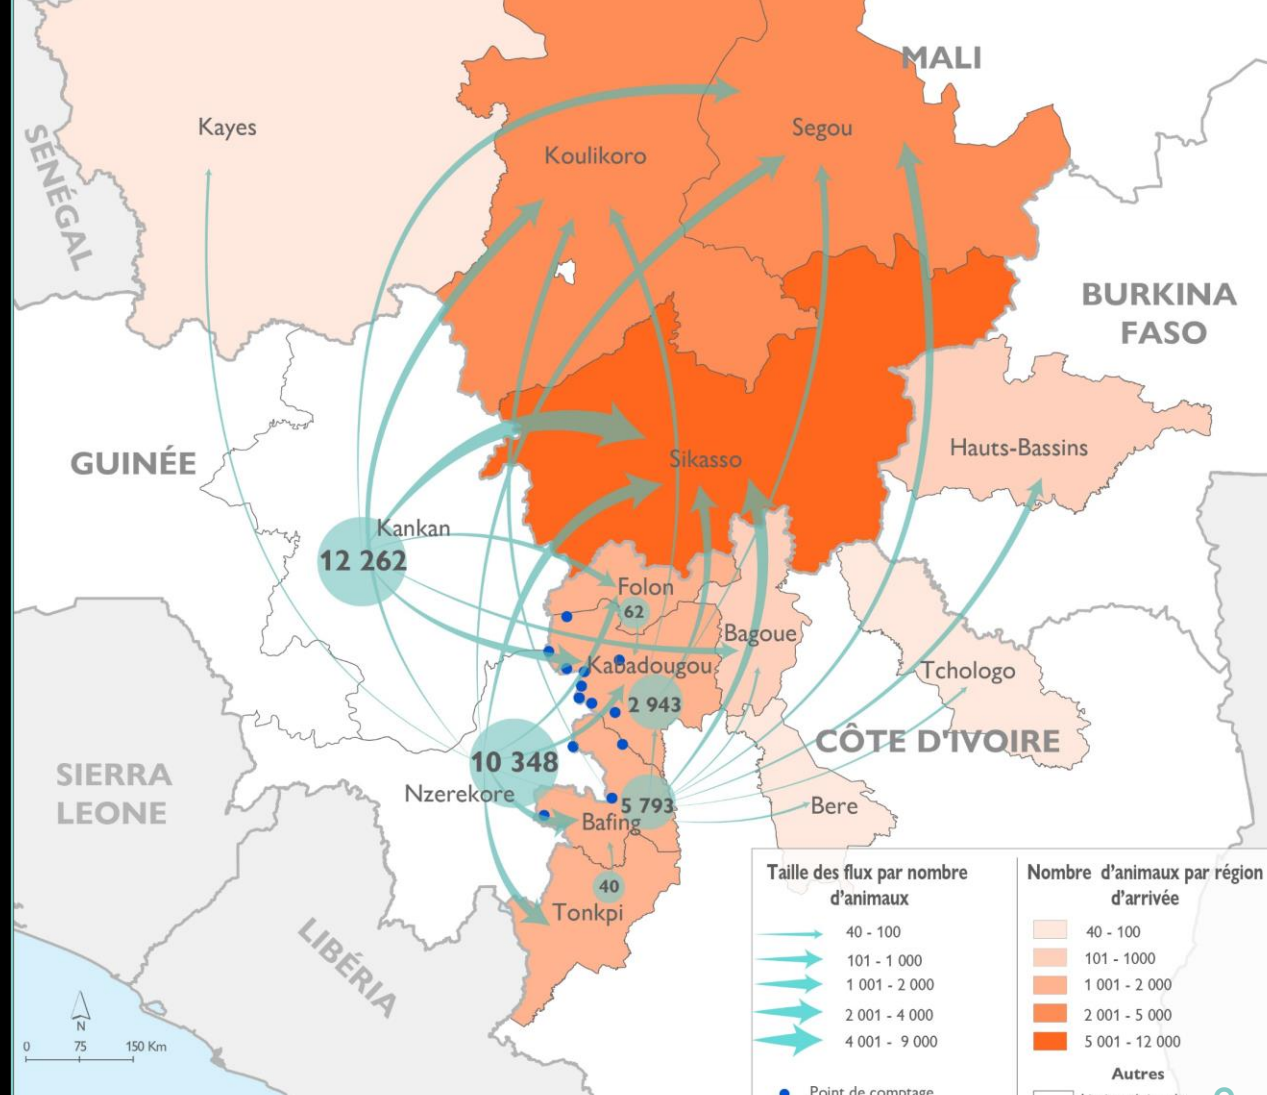 MALI
Kayes
Segou
Koulikoro
SÉNÉGAL
BURKINA
FASO
Hauts-Bassins
GUINÉE
Sikasso
Kankan
12 262
Folon
62
Bagoue
Kabadougou
Tchologo
2 943
CÔTE D'IVOIRE
10 348
SIERRA
LEONE
Nzerekore
5 793
Bere
Bafing
40
Tonkpi
LIBÉRIA
N
0 75 150 Km
Taille des flux par nombre
d'animaux
40 - 100
101 - 1 000
1 001 - 2 000
2 001 - 4 000
4 001 - 9 000
Point de comptage
Nombre d'animaux par région
d'arrivée
40 - 100
101 - 1000
1 001 - 2 000
2 001 - 5 000
5 001 - 12 000
Autres